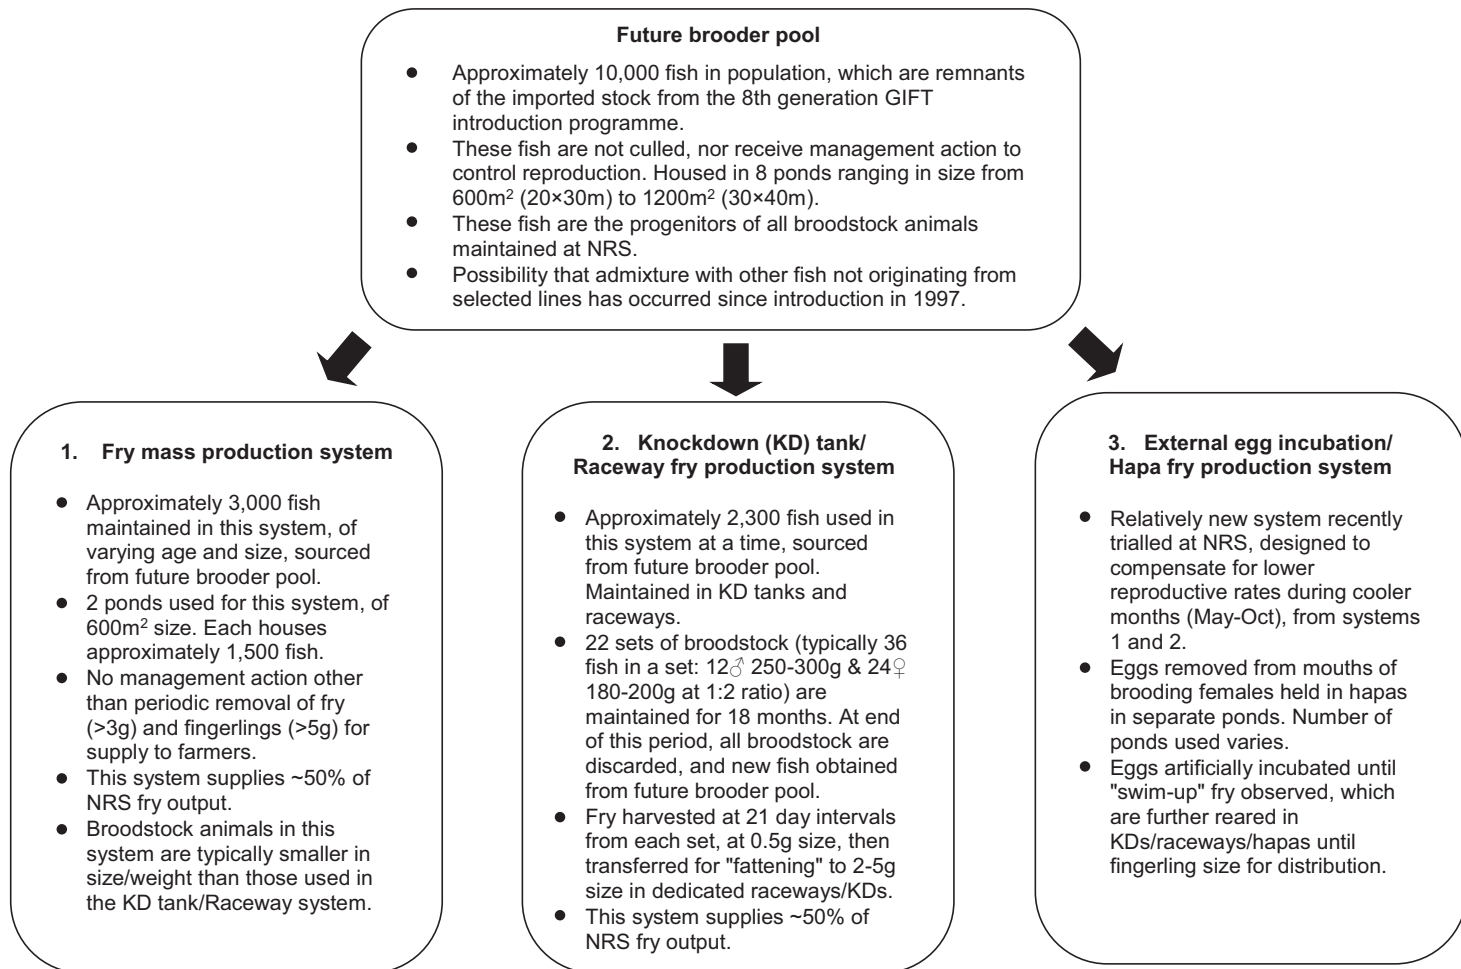 Future brooder pool
● Approximately 10,000 fish in population, which are remnants
of the imported stock from the 8th generation GIFT
introduction programme.
● These fish are not culled, nor receive management action to
control reproduction. Housed in 8 ponds ranging in size from
600m² (20×30m) to 1200m² (30×40m).
● These fish are the progenitors of all broodstock animals
maintained at NRS.
● Possibility that admixture with other fish not originating from
selected lines has occurred since introduction in 1997.
1. Fry mass production system
● Approximately 3,000 fish
maintained in this system, of
varying age and size, sourced
from future brooder pool.
● 2 ponds used for this system, of
600m² size. Each houses
approximately 1,500 fish.
● No management action other
than periodic removal of fry
(>3g) and fingerlings (>5g) for
supply to farmers.
● This system supplies ~50% of
NRS fry output.
● Broodstock animals in this
system are typically smaller in
size/weight than those used in
the KD tank/Raceway system.
2. Knockdown (KD) tank/
Raceway fry production system
● Approximately 2,300 fish used in
this system at a time, sourced
from future brooder pool.
Maintained in KD tanks and
raceways.
● 22 sets of broodstock (typically 36
fish in a set: 12♂ 250-300g & 24♀
180-200g at 1:2 ratio) are
maintained for 18 months. At end
of this period, all broodstock are
discarded, and new fish obtained
from future brooder pool.
● Fry harvested at 21 day intervals
from each set, at 0.5g size, then
transferred for "fattening" to 2-5g
size in dedicated raceways/KDs.
● This system supplies ~50% of
NRS fry output.
3. External egg incubation/
Hapa fry production system
● Relatively new system recently
trialled at NRS, designed to
compensate for lower
reproductive rates during cooler
months (May-Oct), from systems
1 and 2.
● Eggs removed from mouths of
brooding females held in hapas
in separate ponds. Number of
ponds used varies.
● Eggs artificially incubated until
"swim-up" fry observed, which
are further reared in
KDs/raceways/hapas until
fingerling size for distribution.